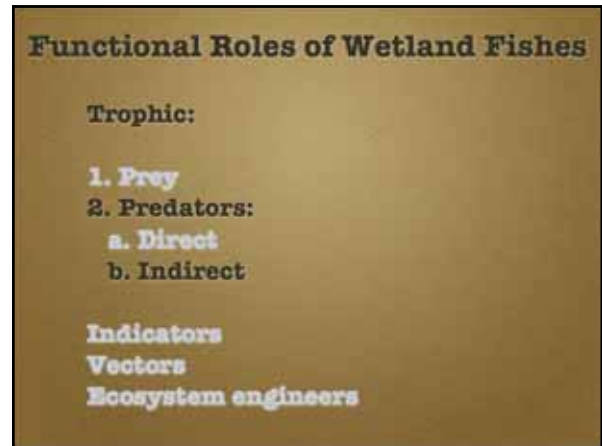 Functional Roles of Wetland Fishes
Trophic:
1. Prey
2. Predators:
a. Direct
b. Indirect
Indicators
Vectors
Ecosystem engineers